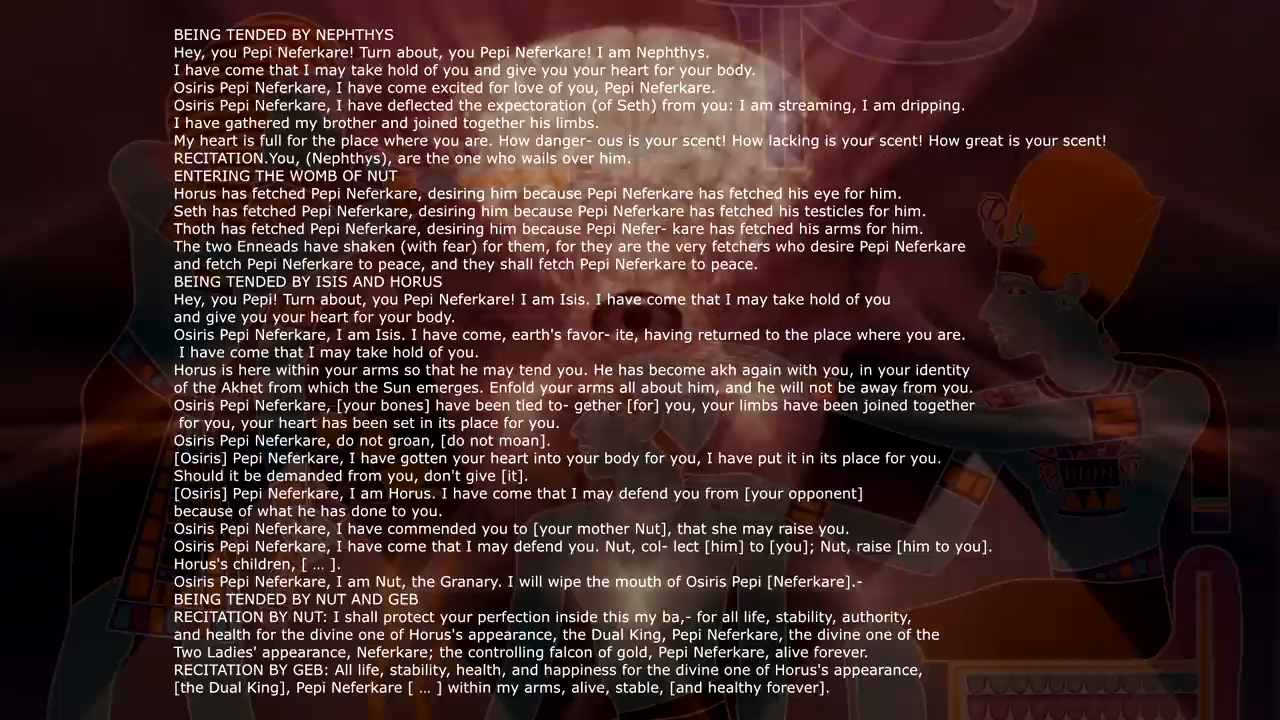 BEING TENDED BY NEPHTHYS
Hey, you Pepi Neferkare! Turn about, you Pepi Neferkare! I am Nephthys.
I have come that I may take hold of you and give you your heart for your body.
Osiris Pepi Neferkare, I have come excited for love of you, Pepi Neferkare.
Osiris Pepi Neferkare, I have deflected the expectoration (of Seth) from you: I am streaming, I am dripping.
I have gathered my brother and joined together his limbs.
My heart is full for the place where you are. How danger- ous is your scent! How lacking is your scent! How great is your scent!
RECITATION.You, (Nephthys), are the one who wails over him.
ENTERING THE WOMB OF NUT
Horus has fetched Pepi Neferkare, desiring him because Pepi Neferkare has fetched his eye for him.
Seth has fetched Pepi Neferkare, desiring him because Pepi Neferkare has fetched his testicles for him.
Thoth has fetched Pepi Neferkare, desiring him because Pepi Nefer- kare has fetched his arms for him.
The two Enneads have shaken (with fear) for them, for they are the very fetchers who desire Pepi Neferkare
and fetch Pepi Neferkare to peace, and they shall fetch Pepi Neferkare to peace.
BEING TENDED BY ISIS AND HORUS
Hey, you Pepi! Turn about, you Pepi Neferkare! I am Isis. I have come that I may take hold of you
and give you your heart for your body.
Osiris Pepi Neferkare, I am Isis. I have come, earth's favor- ite, having returned to the place where you are.
I have come that I may take hold of you.
Horus is here within your arms so that he may tend you. He has become akh again with you, in your identity
of the Akhet from which the Sun emerges. Enfold your arms all about him, and he will not be away from you.
Osiris Pepi Neferkare, [your bones] have been tied to- gether [for] you, your limbs have been joined together
for you, your heart has been set in its place for you.
Osiris Pepi Neferkare, do not groan, [do not moan].
[Osiris] Pepi Neferkare, I have gotten your heart into your body for you, I have put it in its place for you.
Should it be demanded from you, don't give [it].
[Osiris] Pepi Neferkare, I am Horus. I have come that I may defend you from [your opponent]
because of what he has done to you.
Osiris Pepi Neferkare, I have commended you to [your mother Nut], that she may raise you.
Osiris Pepi Neferkare, I have come that I may defend you. Nut, col- lect [him] to [you]; Nut, raise [him to you].
Horus's children, [ … ].
Osiris Pepi Neferkare, I am Nut, the Granary. I will wipe the mouth of Osiris Pepi [Neferkare].-
BEING TENDED BY NUT AND GEB
RECITATION BY NUT: I shall protect your perfection inside this my ba,- for all life, stability, authority,
and health for the divine one of Horus's appearance, the Dual King, Pepi Neferkare, the divine one of the
Two Ladies' appearance, Neferkare; the controlling falcon of gold, Pepi Neferkare, alive forever.
RECITATION BY GEB: All life, stability, health, and happiness for the divine one of Horus's appearance,
[the Dual King], Pepi Neferkare [ … ] within my arms, alive, stable, [and healthy forever].